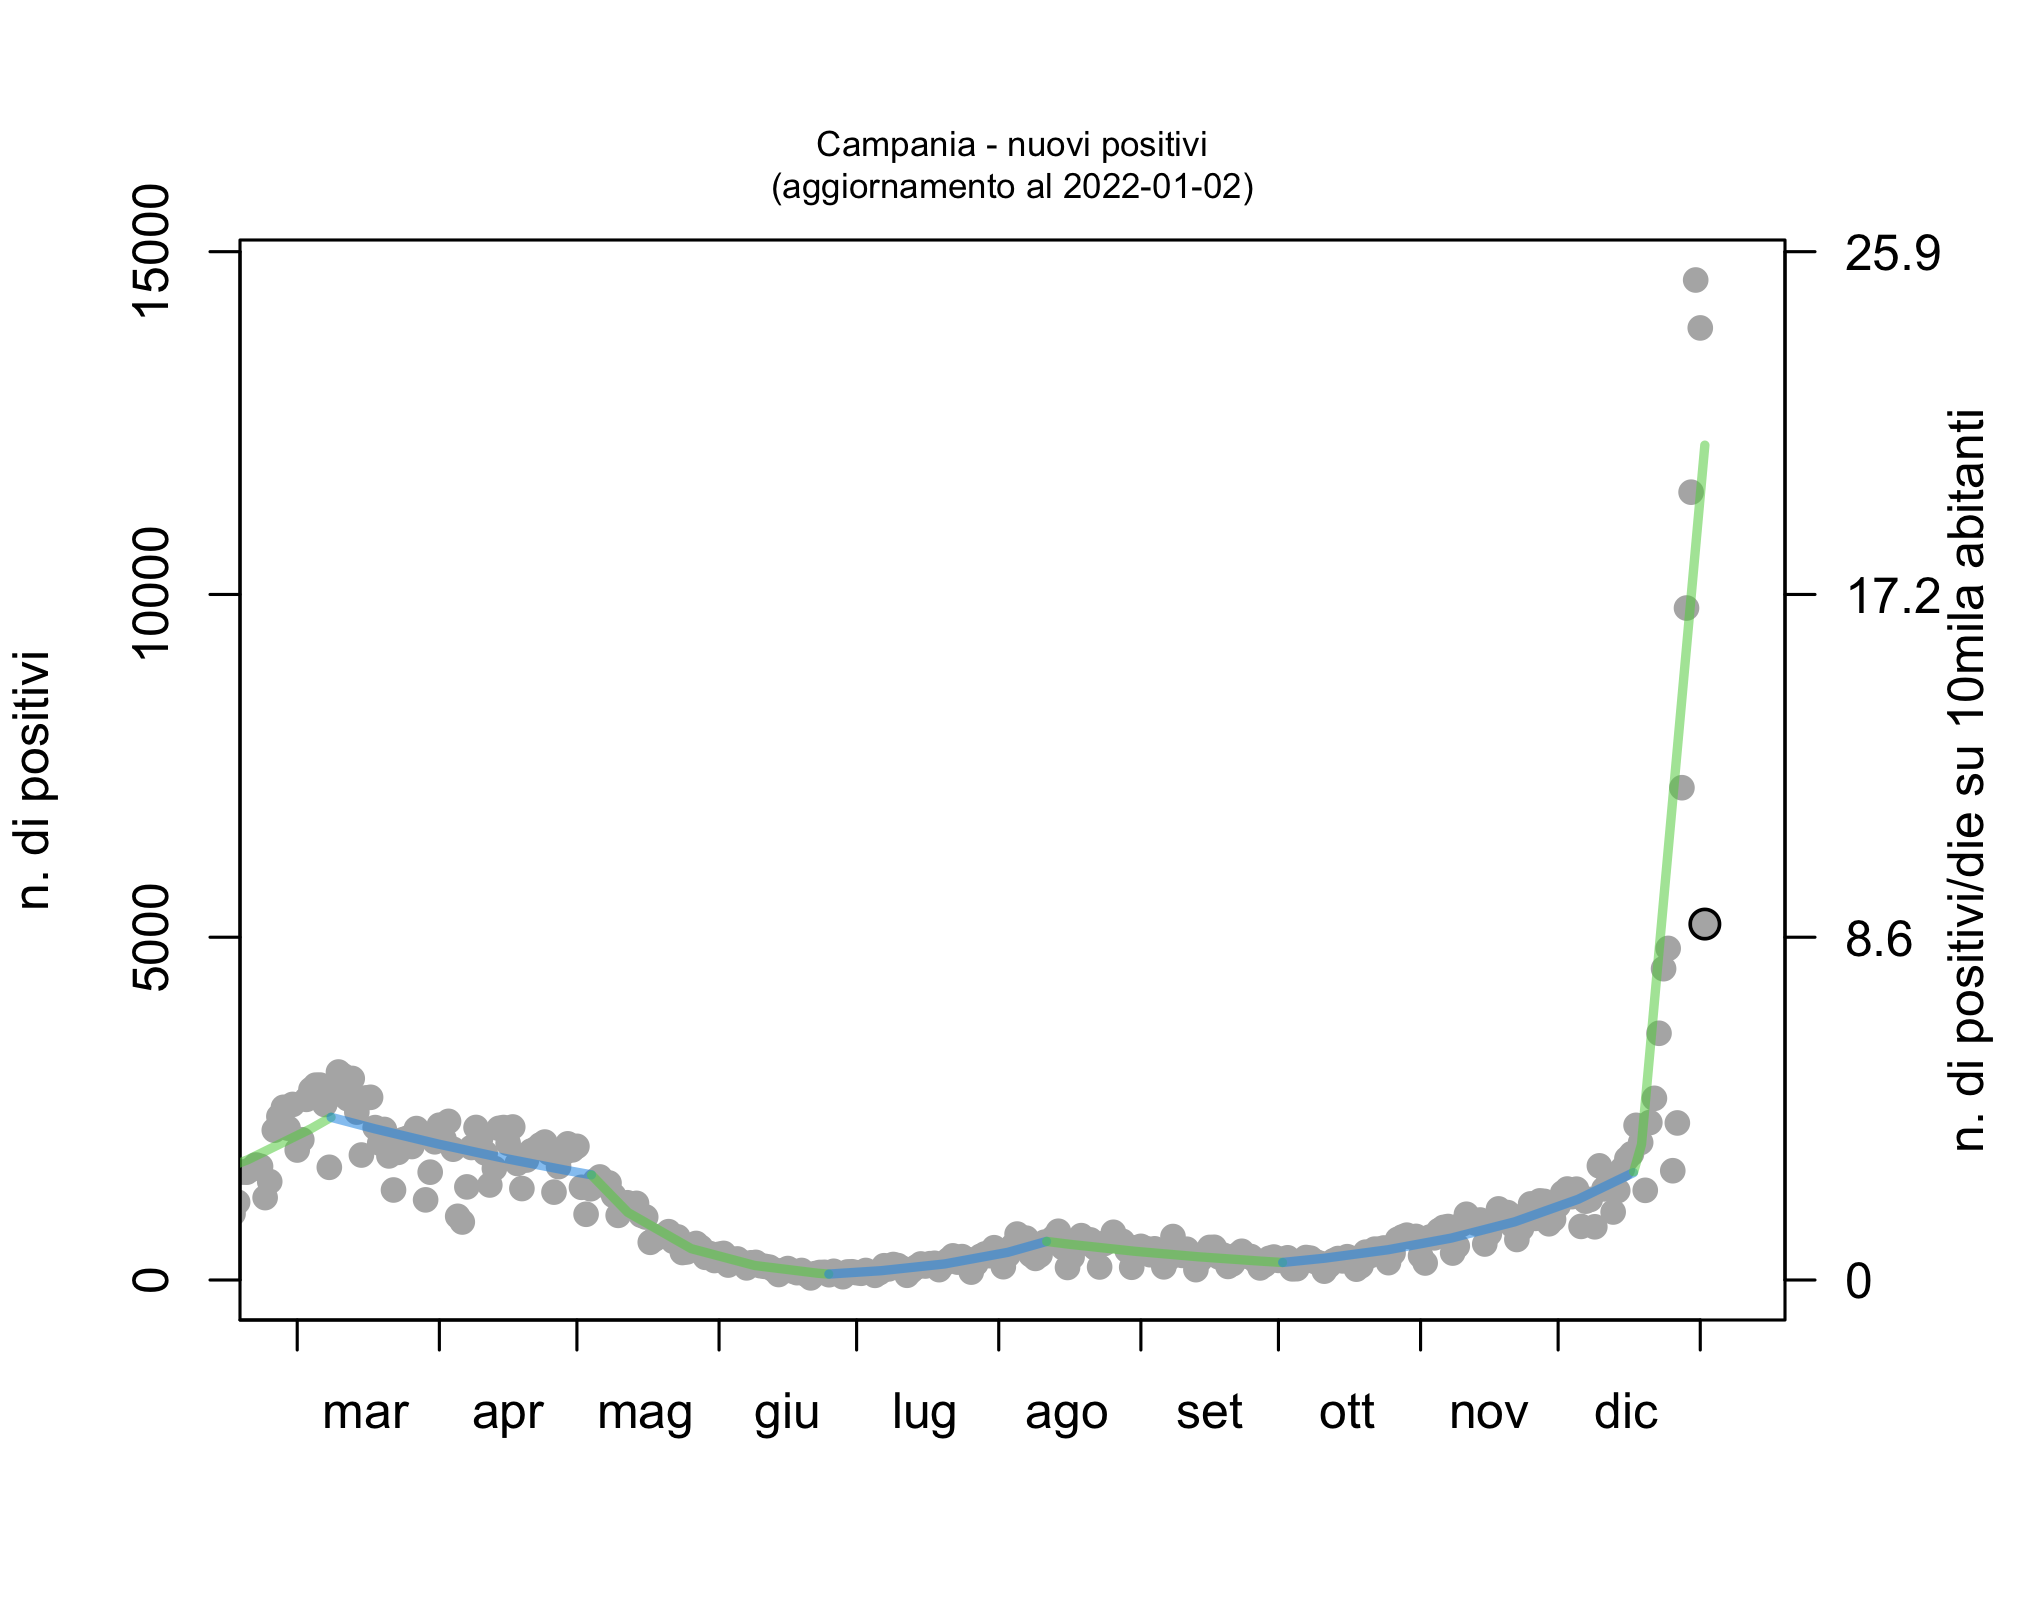 Campania - nuovi positivi
(aggiornamento al 2022-01-02)
n. di positivi
15000
10000
5000
0
25.9
17.2
8.6
0
n. di positivi/die su 10mila abitanti
mar apr mag giu lug ago set ott nov dic